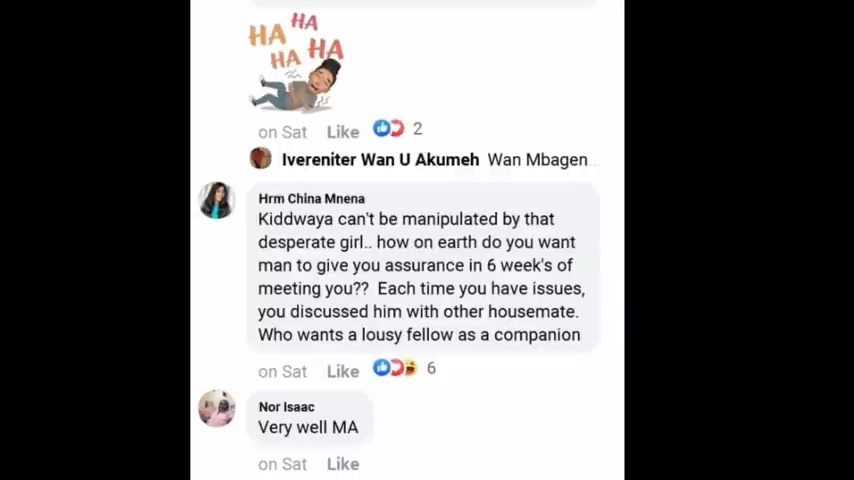 HA HA
HA HA
on Sat Like 2
Ivereniter Wan U Akumeh Wan Mbagen
Hrm China Mnena
Kiddwaya can't be manipulated by that
desperate girl.. how on earth do you want
man to give you assurance in 6 week's of
meeting you?? Each time you have issues,
you discussed him with other housemate.
Who wants a lousy fellow as a companion
on Sat Like 6
Nor Isaac
Very well MA
on Sat Like